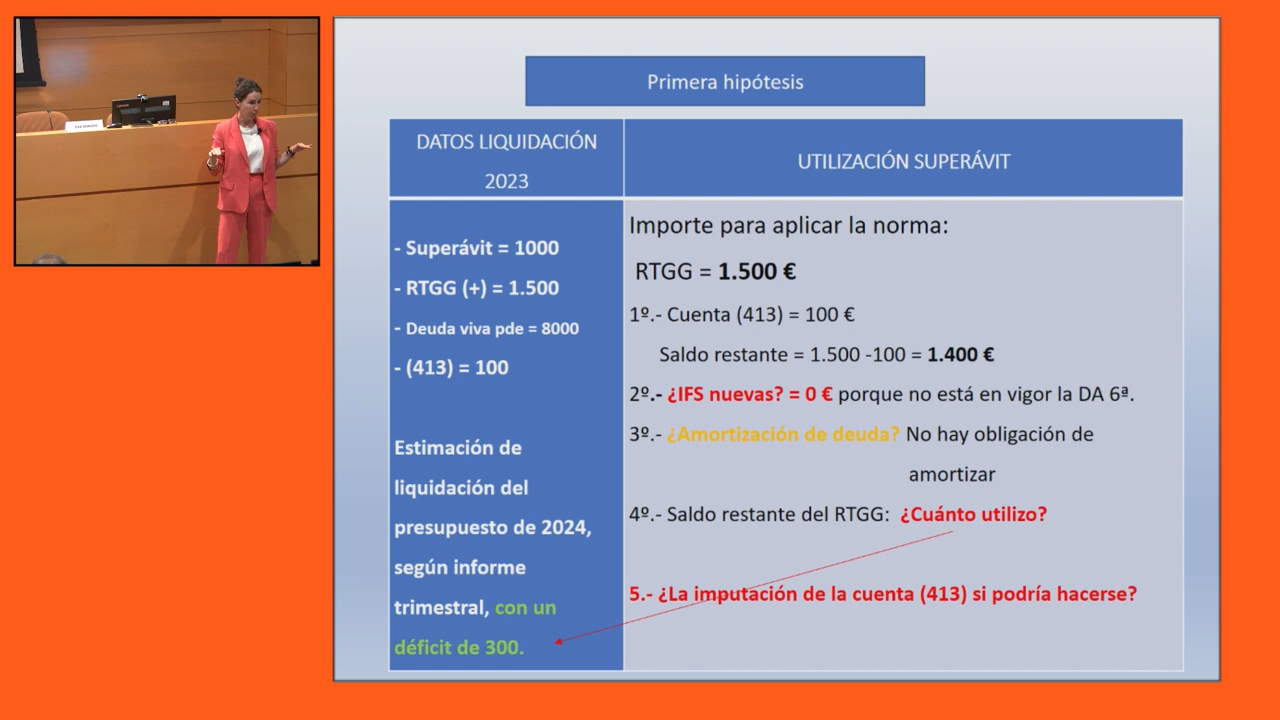 Primera hipótesis
DATOS LIQUIDACIÓN
2023
UTILIZACIÓN SUPERÁVIT
- Superávit = 1000
- RTGG (+) = 1.500
- Deuda viva pde = 8000
- (413) = 100
Estimación de
liquidación del
presupuesto de 2024,
según informe
trimestral, con un
déficit de 300.
Importe para aplicar la norma:
RTGG = 1.500 €
1º.- Cuenta (413) = 100 €
Saldo restante = 1.500 -100 = 1.400 €
2º.- ¿IFS nuevas? = 0 € porque no está en vigor la DA 6ª.
3º.- ¿Amortización de deuda? No hay obligación de
amortizar
4º.- Saldo restante del RTGG: ¿Cuánto utilizo?
5.- ¿La imputación de la cuenta (413) si podría hacerse?